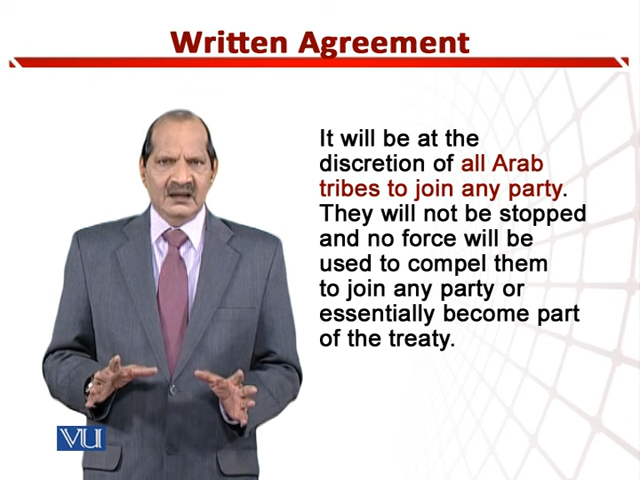 Written Agreement
It will be at the
discretion of all Arab
tribes to join any party.
They will not be stopped
and no force will be
used to compel them
to join any party or
essentially become part
of the treaty.
VU